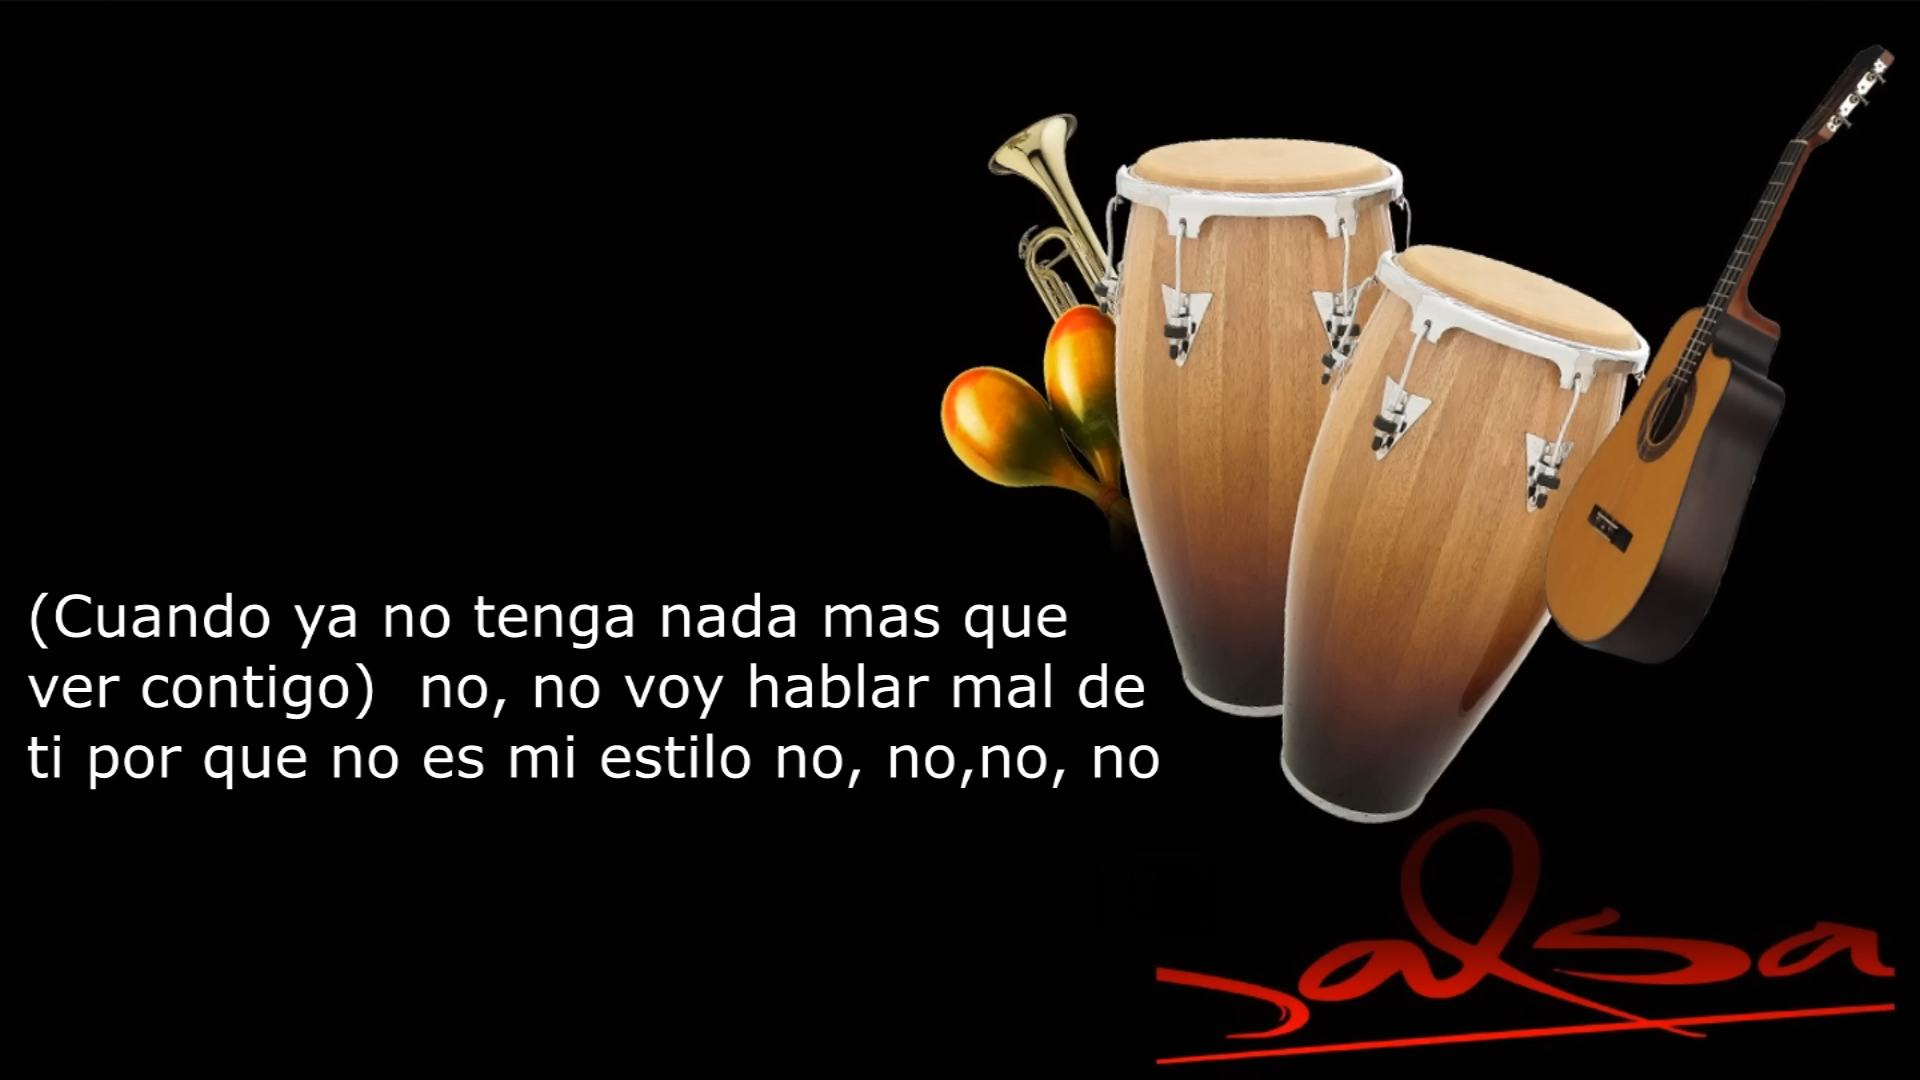 (Cuando ya no tenga nada mas que
ver contigo)  no, no voy hablar mal de
ti por que no es mi estilo no, no,no, no
salsa